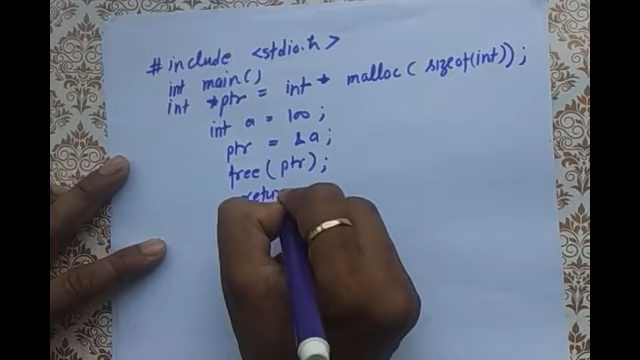 #include <stdio.h>
int main()
int *ptr = int * malloc( sizeof(int));
int a = 100 ;
ptr = &a ;
free( ptr) ;